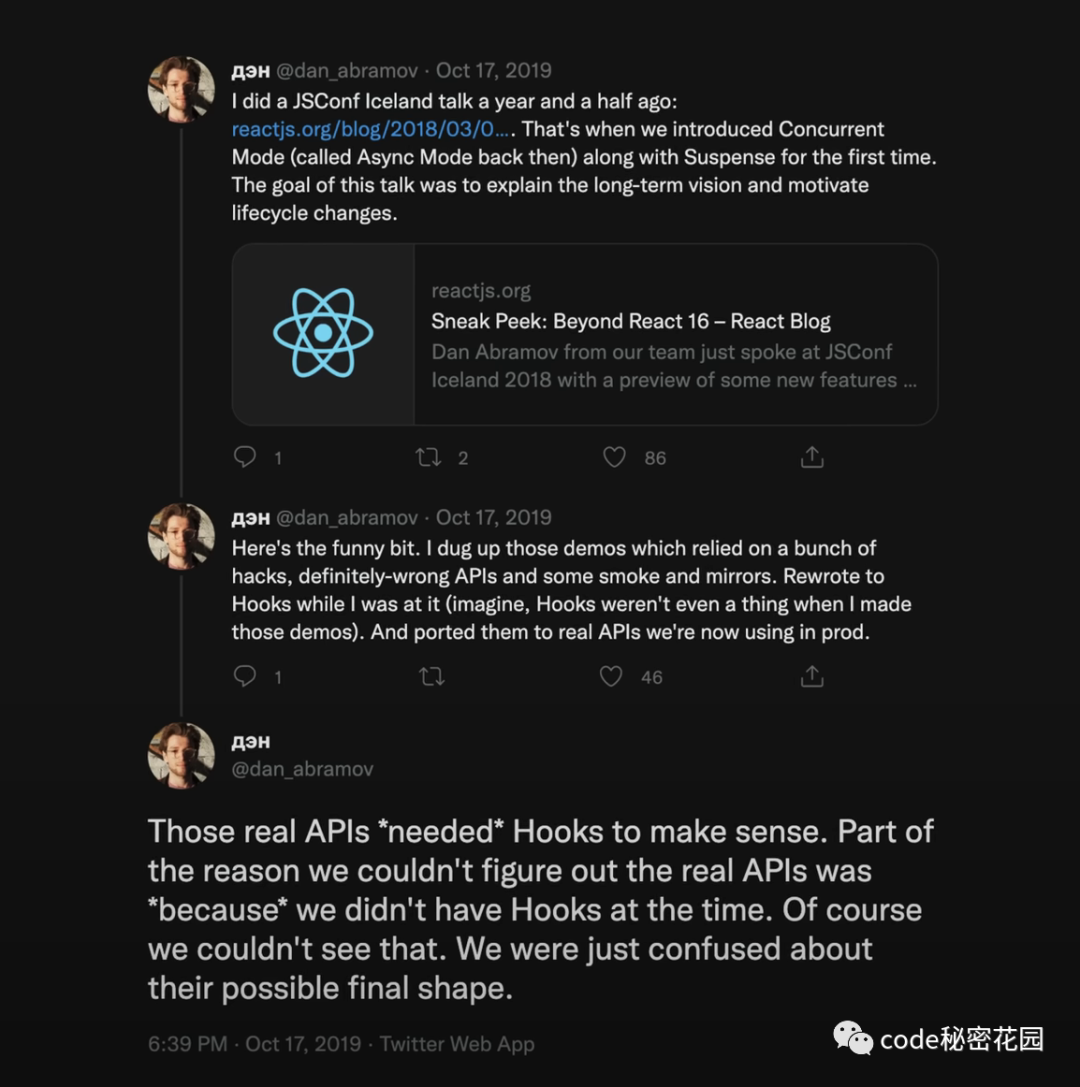 дэн @dan_abramov · Oct 17, 2019
I did a JSConf Iceland talk a year and a half ago:
reactjs.org/blog/2018/03/0…. That's when we introduced Concurrent
Mode (called Async Mode back then) along with Suspense for the first time.
The goal of this talk was to explain the long-term vision and motivate
lifecycle changes.
reactjs.org
Sneak Peek: Beyond React 16 – React Blog
Dan Abramov from our team just spoke at JSConf
Iceland 2018 with a preview of some new features ...
1 2 86
дэн @dan_abramov · Oct 17, 2019
Here's the funny bit. I dug up those demos which relied on a bunch of
hacks, definitely-wrong APIs and some smoke and mirrors. Rewrote to
Hooks while I was at it (imagine, Hooks weren't even a thing when I made
those demos). And ported them to real APIs we're now using in prod.
1 46
дэн
@dan_abramov
Those real APIs *needed* Hooks to make sense. Part of
the reason we couldn't figure out the real APIs was
*because* we didn't have Hooks at the time. Of course
we couldn't see that. We were just confused about
their possible final shape.
6:39 PM · Oct 17, 2019 · Twitter Web App
code秘密花园